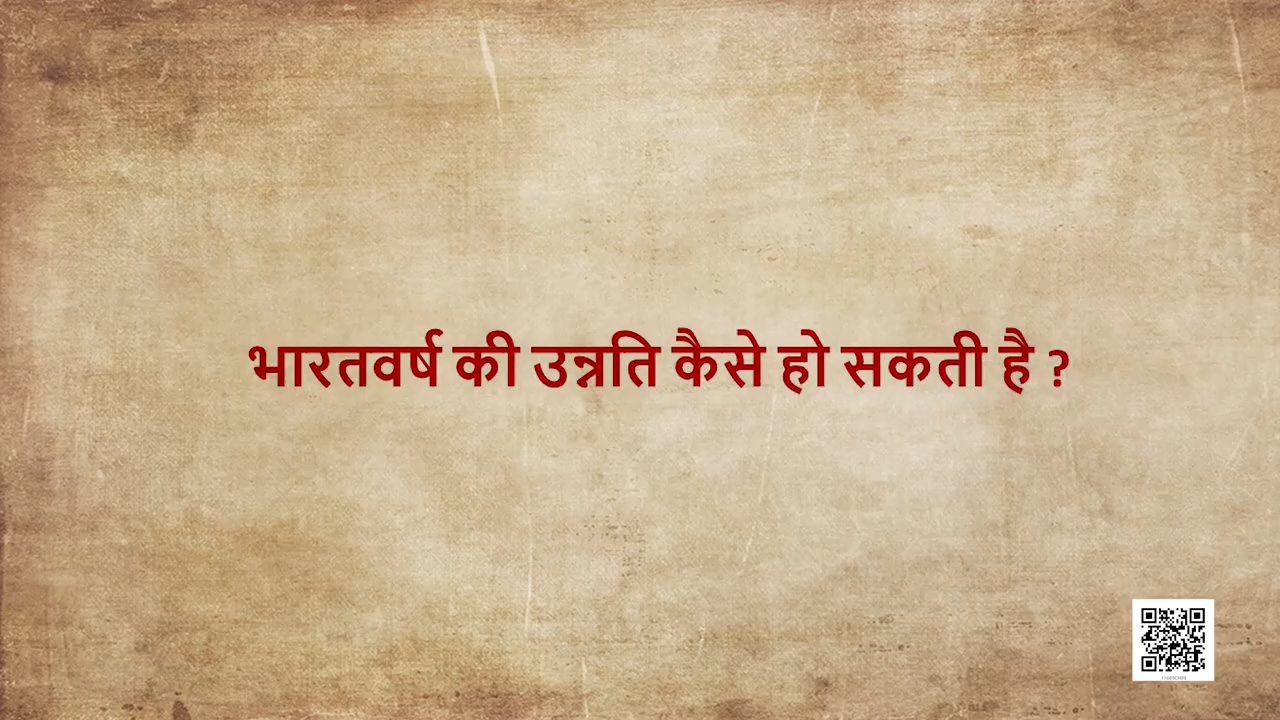 भारतवर्ष की उन्नति कैसे हो सकती है ?